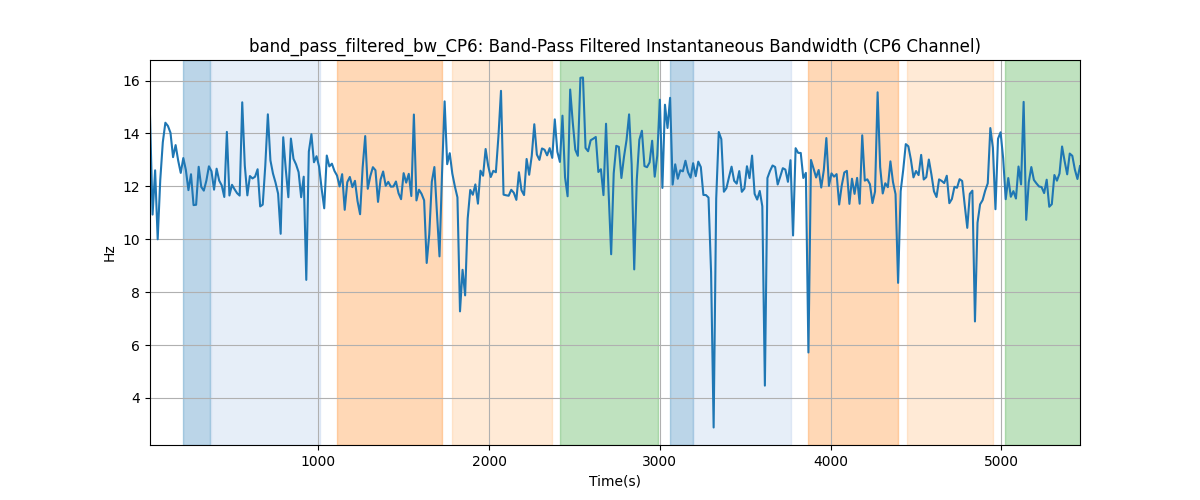 band_pass_filtered_bw_CP6: Band-Pass Filtered Instantaneous Bandwidth (CP6 Channel)
16
14
12
10
8
6
4
Hz
1000 2000 3000 4000 5000
Time(s)